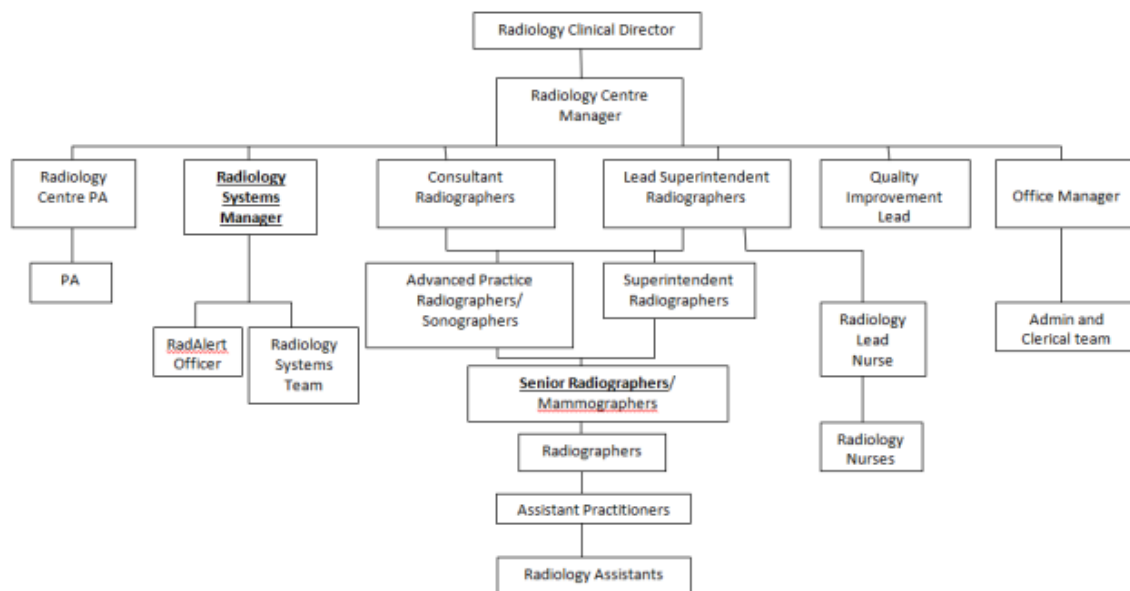 Radiology Clinical Director
Radiology Centre
Manager
Radiology
Centre PA
Radiology
Systems
Manager
Consultant
Radiographers
Lead Superintendent
Radiographers
Quality
Improvement
Lead
Office Manager
PA
Advanced Practice
Radiographers/
Sonographers
Superintendent
Radiographers
RadAlert
Officer
Radiology
Systems
Team
Radiology
Lead
Nurse
Admin and
Clerical team
Senior Radiographers/
Mammographers
Radiographers
Radiology
Nurses
Assistant Practitioners
Radiology Assistants